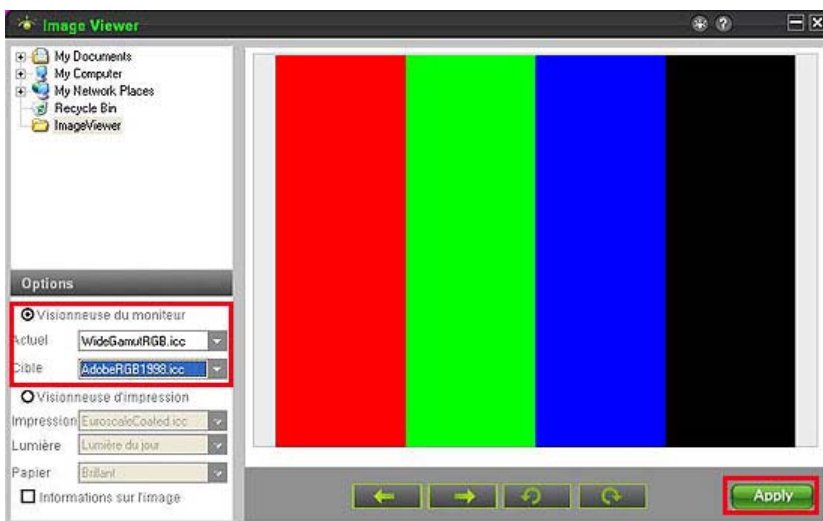 Image Viewer
My Documents
My Computer
My Network Places
Recycle Bin
ImageViewer
Options
Visionneuse du moniteur
Actuel WideGamutRGB.icc
Cible AdobeRGB1998.icc
Visionneuse d'impression
Impression EuroscaleCoated.icc
Lumière Lumière du jour
Papier Brillant
Informations sur l'image
Apply